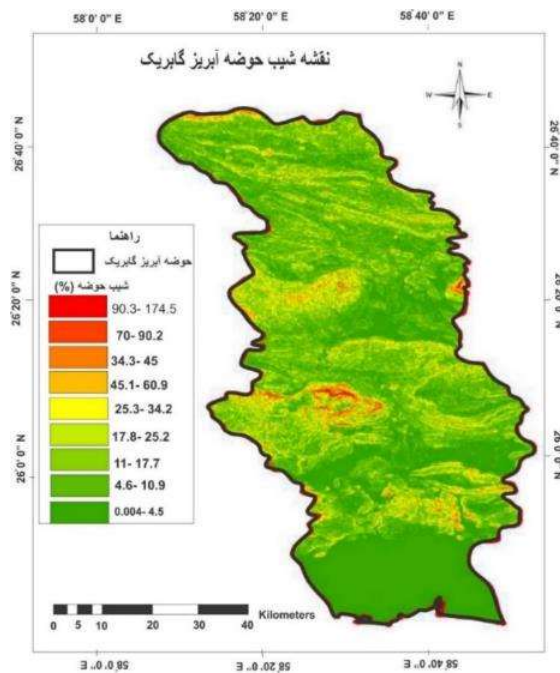 58°0'0" E
58°20'0" E
58°40'0" E
نقشه شیب حوضه آبریز گابریک
N
W E
S
26°40'0" N
26°40'0" N
26°20'0" N
26°20'0" N
26°0'0" N
26°0'0" N
راهنما
حوضه آبریز گابریک
شیب حوضه (%)
90.3- 174.5
70- 90.2
34.3- 45
45.1- 60.9
25.3- 34.2
17.8- 25.2
11- 17.7
4.6- 10.9
0.004- 4.5
Kilometers
0 5 10 20 30 40
58°0'0" E
58°20'0" E
58°40'0" E